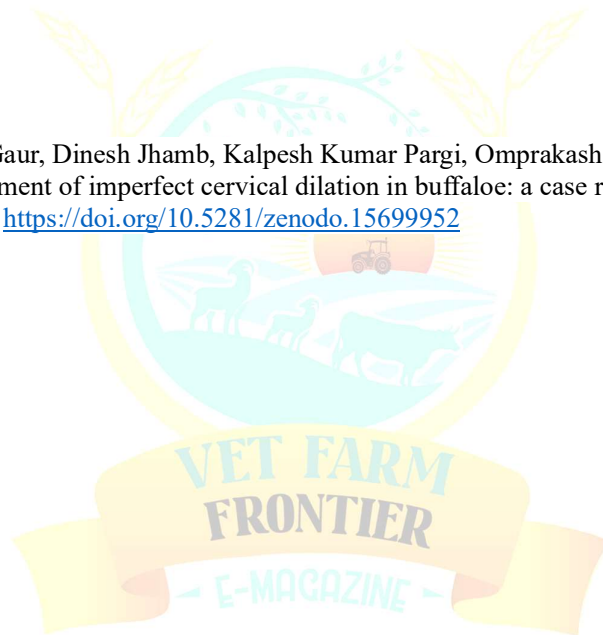 Gaur, Dinesh Jhamb, Kalpesh Kumar Pargi, Omprakash
ment of imperfect cervical dilation in buffaloe: a case r
https://doi.org/10.5281/zenodo.15699952
VET FARM
FRONTIER
E-MAGAZINE